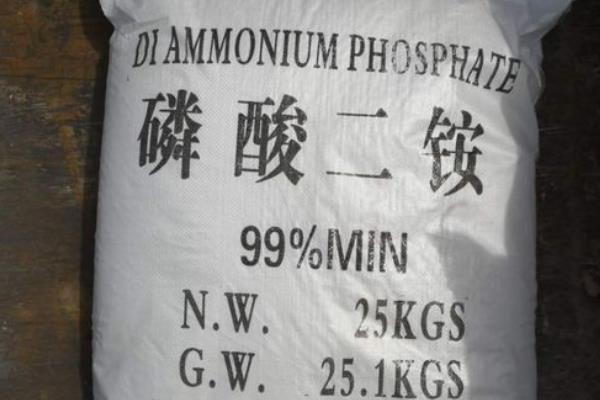 DI AMMONIUM PHOSPHATE
磷酸二铵
99%MIN
N.W. 25KGS
G.W. 25.1KGS